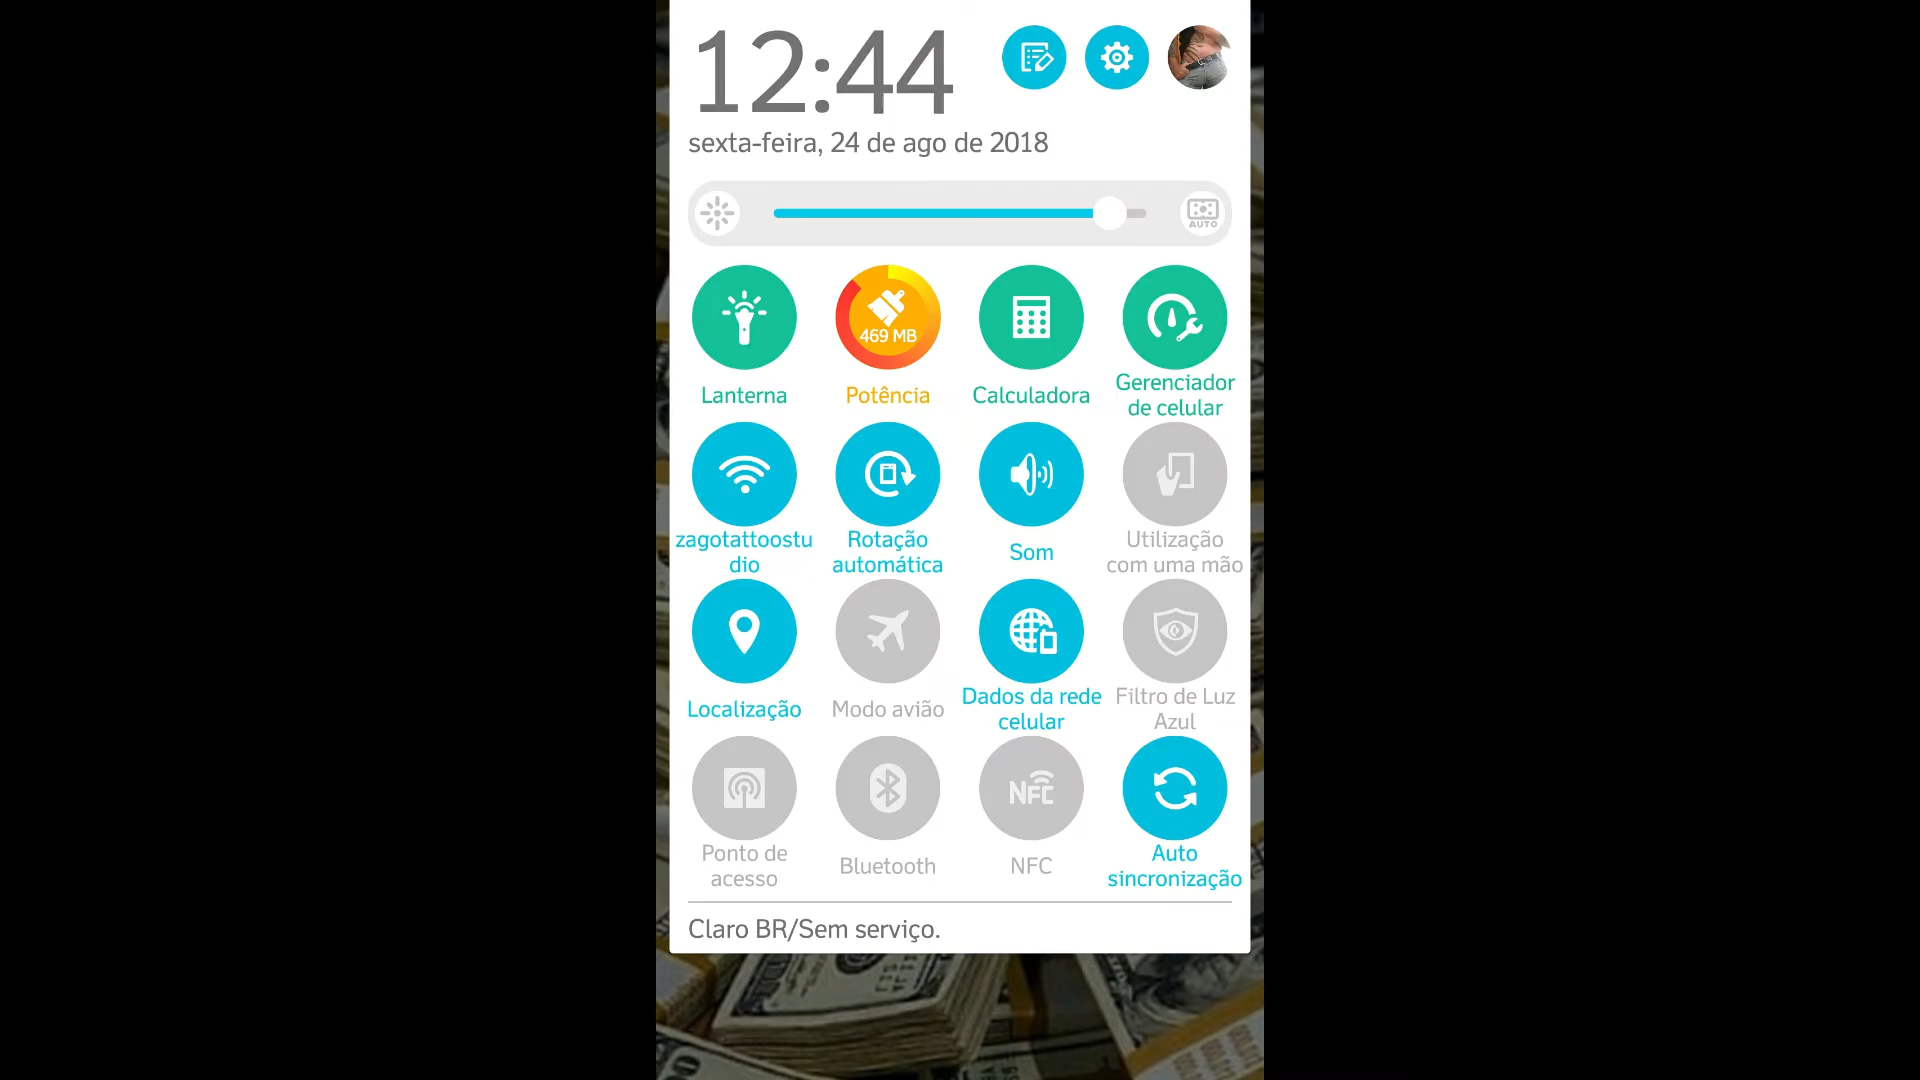 12:44
sexta-feira, 24 de ago de 2018
AUTO
469 MB
Lanterna
Potência
Calculadora
Gerenciador
de celular
zagotattoostu
dio
Rotação
automática
Som
Utilização
com uma mão
Localização
Modo avião
Dados da rede
celular
Filtro de Luz
Azul
NFC
Ponto de
acesso
Bluetooth
NFC
Auto
sincronização
Claro BR/Sem serviço.